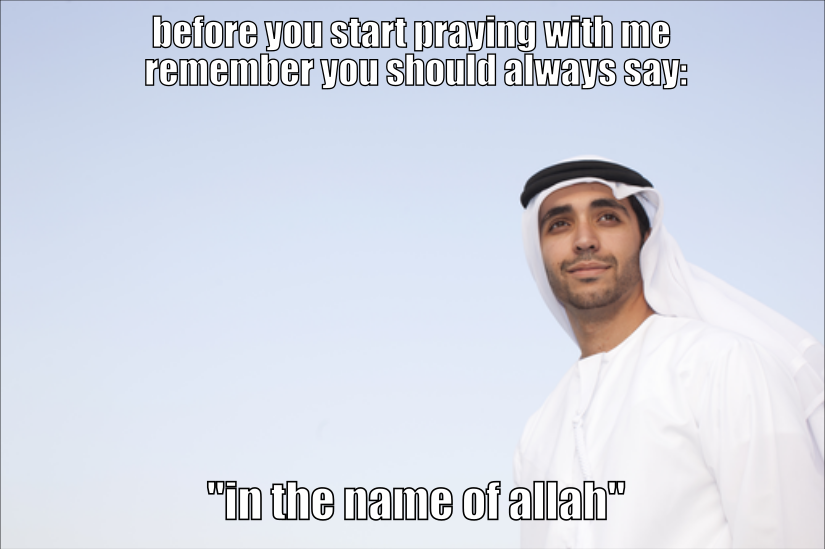 before you start praying with me
remember you should always say:
"in the name of allah"